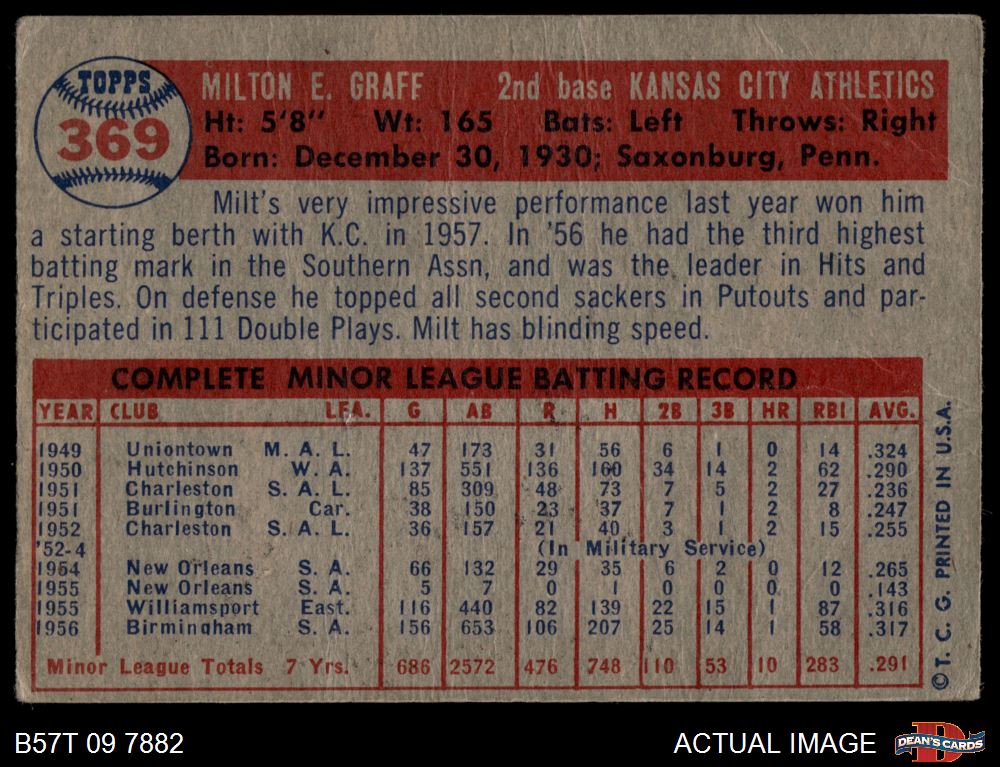 TOPPS
369
MILTON E. GRAFF 2nd base KANSAS CITY ATHLETICS
Ht: 5'8" Wt: 165 Bats: Left Throws: Right
Born: December 30, 1930; Saxonburg, Penn.
Milt's very impressive performance last year won him
a starting berth with K.C. in 1957. In '56 he had the third highest
batting mark in the Southern Assn, and was the leader in Hits and
Triples. On defense he topped all second sackers in Putouts and par-
ticipated in 111 Double Plays. Milt has blinding speed.
COMPLETE MINOR LEAGUE BATTING RECORD
YEAR CLUB LEA. G AB R H 2B 3B HR RBI AVG.
1949 Uniontown M. A. L. 47 173 31 56 6 1 0 14 .324
1950 Hutchinson W. A. 137 551 136 160 34 14 2 62 .290
1951 Charleston S. A. L. 85 309 48 73 7 5 2 27 .236
1951 Burlington Car. 38 150 23 37 7 1 2 8 .247
1952 Charleston S. A. L. 36 157 21 40 3 1 2 15 .255
'52-4 (In Military Service)
1954 New Orleans S. A. 66 132 29 35 6 2 0 12 .265
1955 New Orleans S. A. 5 7 0 1 0 0 0 0 .143
1955 Williamsport East. 116 440 82 139 22 15 1 87 .316
1956 Birmingham S. A. 156 653 106 207 25 14 1 58 .317
Minor League Totals 7 Yrs. 686 2572 476 748 110 53 10 283 .291
©T. C. G. PRINTED IN U.S.A.
B57T 09 7882 ACTUAL IMAGE
D
DEAN'S CARDS